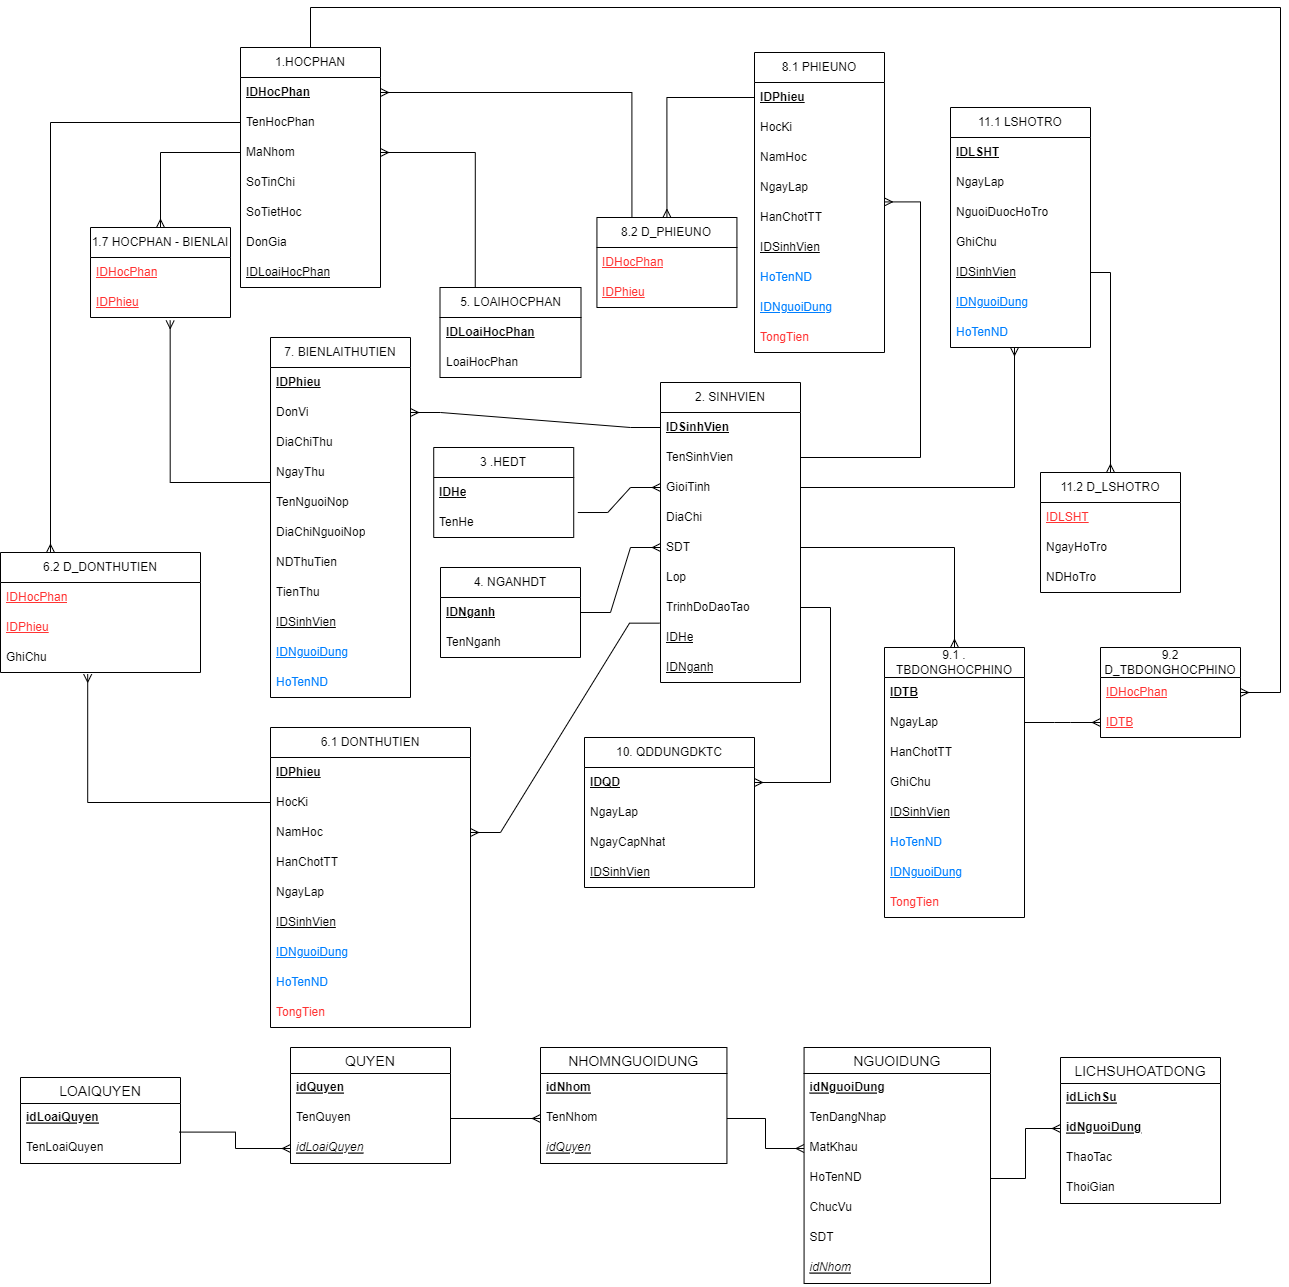 1.HOCPHAN
IDHocPhan
TenHocPhan
MaNhom
SoTinChi
SoTietHoc
DonGia
IDLoaiHocPhan
8.1 PHIEUNO
IDPhieu
HocKi
NamHoc
NgayLap
HanChotTT
IDSinhVien
HoTenND
IDNguoiDung
TongTien
11.1 LSHOTRO
IDLSHT
NgayLap
NguoiDuocHoTro
GhiChu
IDSinhVien
IDNguoiDung
HoTenND
1.7 HOCPHAN - BIENLAI
IDHocPhan
IDPhieu
8.2 D_PHIEUNO
IDHocPhan
IDPhieu
5. LOAIHOCPHAN
IDLoaiHocPhan
LoaiHocPhan
7. BIENLAITHUTIEN
IDPhieu
DonVi
DiaChiThu
NgayThu
TenNguoiNop
DiaChiNguoiNop
NDThuTien
TienThu
IDSinhVien
IDNguoiDung
HoTenND
2. SINHVIEN
IDSinhVien
TenSinhVien
GioiTinh
DiaChi
SDT
Lop
TrinhDoDaoTao
IDHe
IDNganh
3 .HEDT
IDHe
TenHe
4. NGANHDT
IDNganh
TenNganh
11.2 D_LSHOTRO
IDLSHT
NgayHoTro
NDHoTro
6.2 D_DONTHUTIEN
IDHocPhan
IDPhieu
GhiChu
9.1 .
TBDONGHOCPHINO
IDTB
NgayLap
HanChotTT
GhiChu
IDSinhVien
HoTenND
IDNguoiDung
TongTien
9.2
D_TBDONGHOCPHINO
IDHocPhan
IDTB
6.1 DONTHUTIEN
IDPhieu
HocKi
NamHoc
HanChotTT
NgayLap
IDSinhVien
IDNguoiDung
HoTenND
TongTien
10. QDDUNGDKTC
IDQD
NgayLap
NgayCapNhat
IDSinhVien
LOAIQUYEN
idLoaiQuyen
TenLoaiQuyen
QUYEN
idQuyen
TenQuyen
idLoaiQuyen
NHOMNGUOIDUNG
idNhom
TenNhom
idQuyen
NGUOIDUNG
idNguoiDung
TenDangNhap
MatKhau
HoTenND
ChucVu
SDT
idNhom
LICHSUHOATDONG
idLichSu
idNguoiDung
ThaoTac
ThoiGian